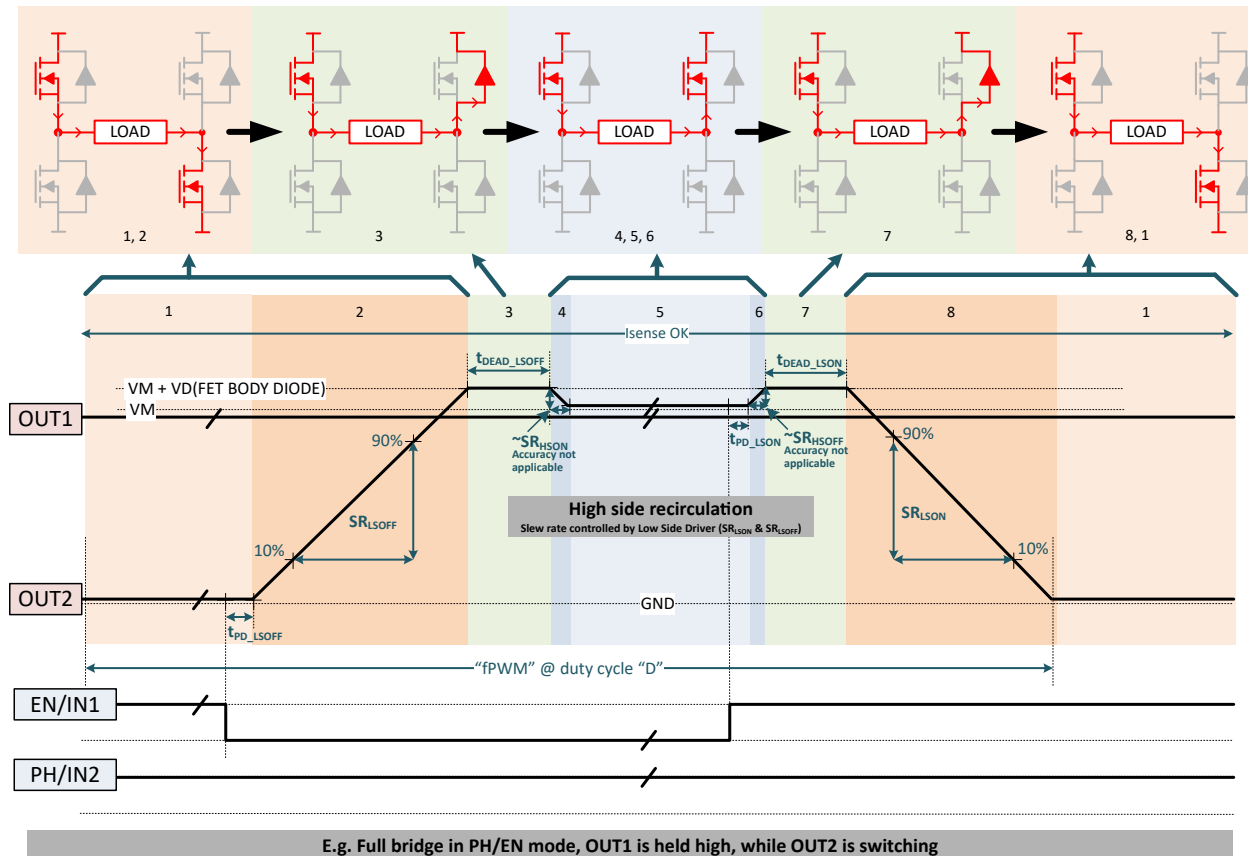 LOAD LOAD LOAD LOAD LOAD
1, 2 3 4, 5, 6 7 8, 1
1 2 3 4 5 6 7 8 1
Isense OK
tDEAD_LSOFF tDEAD_LSON
VM + VD(FET BODY DIODE)
VM
OUT1
~SRHSON
Accuracy not
applicable
tPD_LSON
~SRHSOFF
Accuracy not
applicable
90% 90%
High side recirculation
Slew rate controlled by Low Side Driver (SRLSON & SRLSOFF)
SRLSOFF SRLSON
10% 10%
OUT2
GND
tPD_LSOFF
“fPWM” @ duty cycle “D”
EN/IN1
PH/IN2
E.g. Full bridge in PH/EN mode, OUT1 is held high, while OUT2 is switching